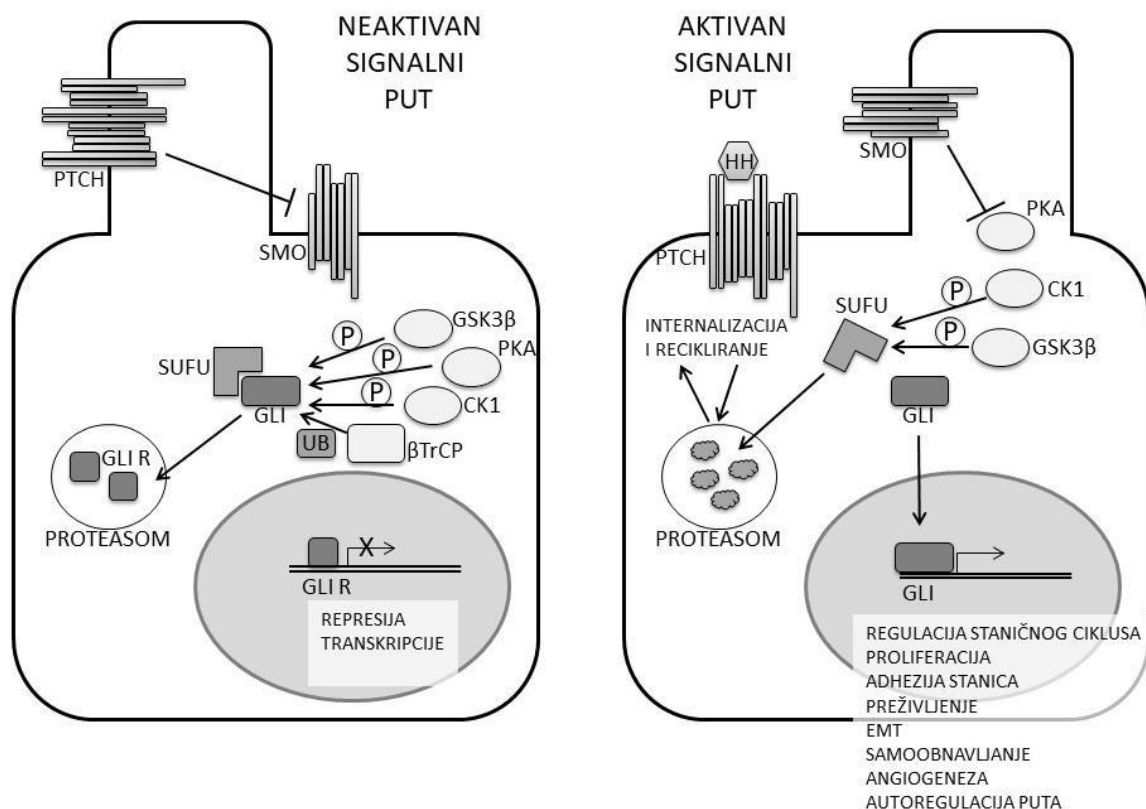 NEAKTIVAN
SIGNALNI
PUT
PTCH
SMO
GSK3β
P
PKA
P
SUFU
P
CK1
GLI
UB
βTrCP
GLI R
PROTEASOM
GLI R
REPRESIJA
TRANSKRIPCIJE
AKTIVAN
SIGNALNI
PUT
SMO
HH
PKA
PTCH
CK1
P
SUFU
INTERNALIZACIJA
I RECIKLIRANJE
P
GSK3β
GLI
PROTEASOM
GLI
REGULACIJA STANIČNOG CIKLUSA
PROLIFERACIJA
ADHEZIJA STANICA
PREŽIVLJENJE
EMT
SAMOOBNAVLJANJE
ANGIOGENEZA
AUTOREGULACIJA PUTA